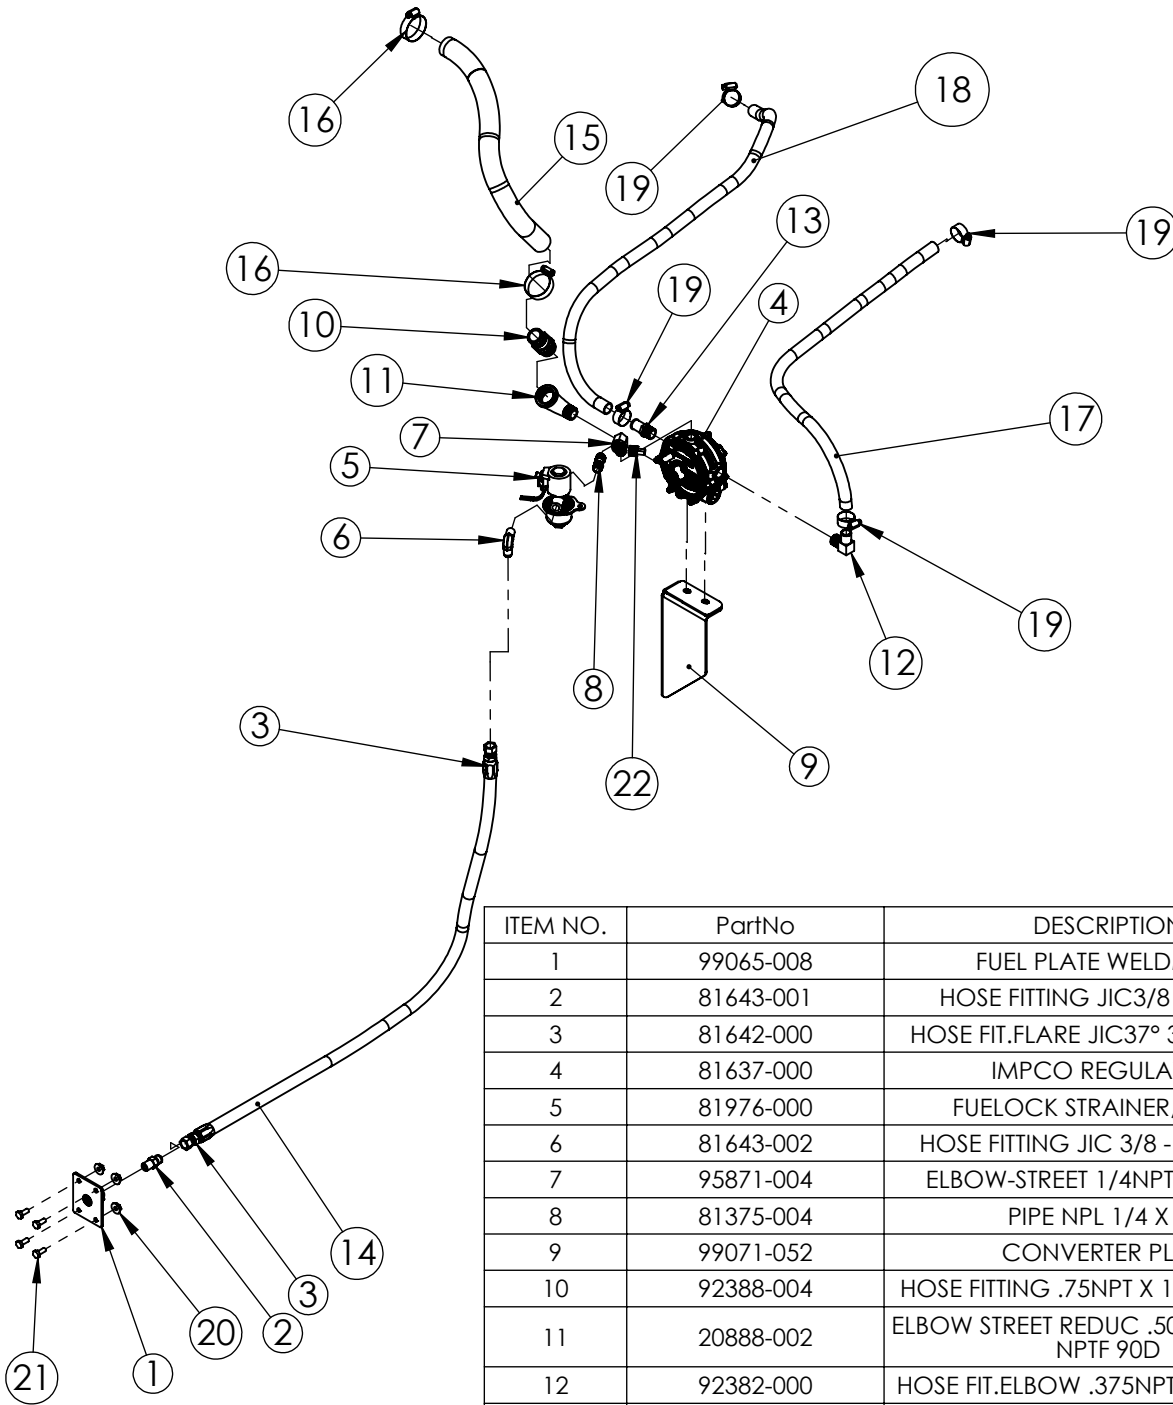 16
18
15
19
13
19
16
19
4
10
11
7
5
17
6
19
12
8
3
9
22
14
3
20
2
21
1
ITEM NO. PartNo DESCRIPTION
1 99065-008 FUEL PLATE WELD
2 81643-001 HOSE FITTING JIC3/8
3 81642-000 HOSE FIT.FLARE JIC37°
4 81637-000 IMPCO REGULA
5 81976-000 FUELOCK STRAINER
6 81643-002 HOSE FITTING JIC 3/8 -
7 95871-004 ELBOW-STREET 1/4NPT
8 81375-004 PIPE NPL 1/4 X
9 99071-052 CONVERTER PL
10 92388-004 HOSE FITTING .75NPT X 1
11 20888-002 ELBOW STREET REDUC .50
NPTF 90D
12 92382-000 HOSE FIT.ELBOW .375NPT